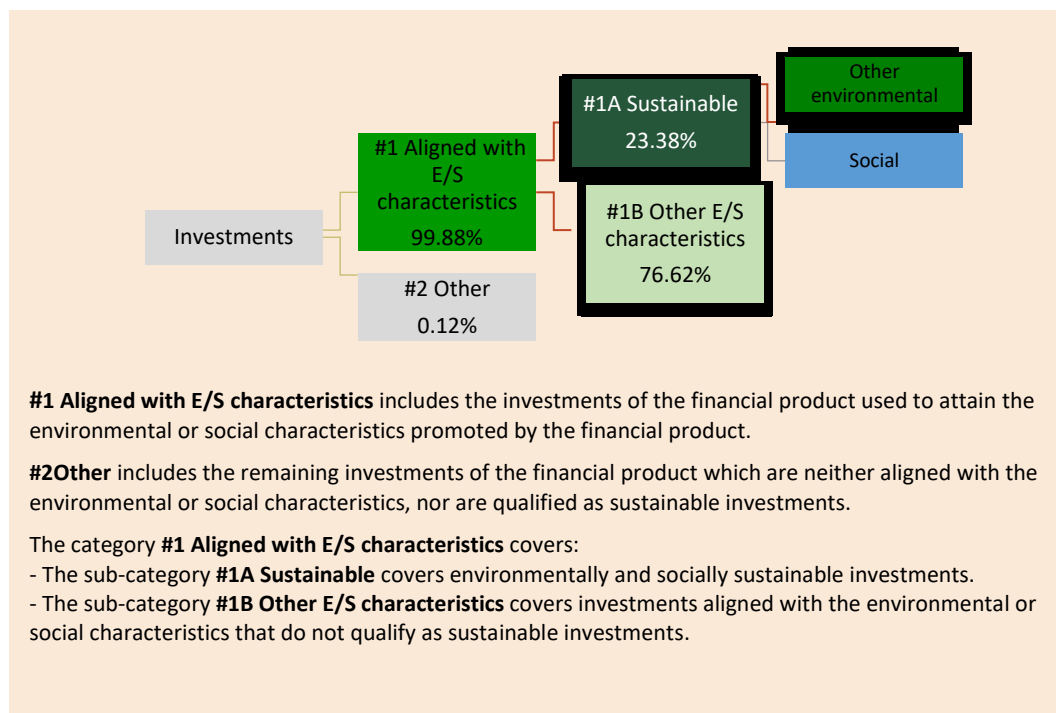 Investments
#1 Aligned with
E/S
characteristics
99.88%
#2 Other
0.12%
#1A Sustainable
23.38%
#1B Other E/S
characteristics
76.62%
Other
environmental
Social
#1 Aligned with E/S characteristics includes the investments of the financial product used to attain the
environmental or social characteristics promoted by the financial product.
#2Other includes the remaining investments of the financial product which are neither aligned with the
environmental or social characteristics, nor are qualified as sustainable investments.
The category #1 Aligned with E/S characteristics covers:
- The sub-category #1A Sustainable covers environmentally and socially sustainable investments.
- The sub-category #1B Other E/S characteristics covers investments aligned with the environmental or
social characteristics that do not qualify as sustainable investments.